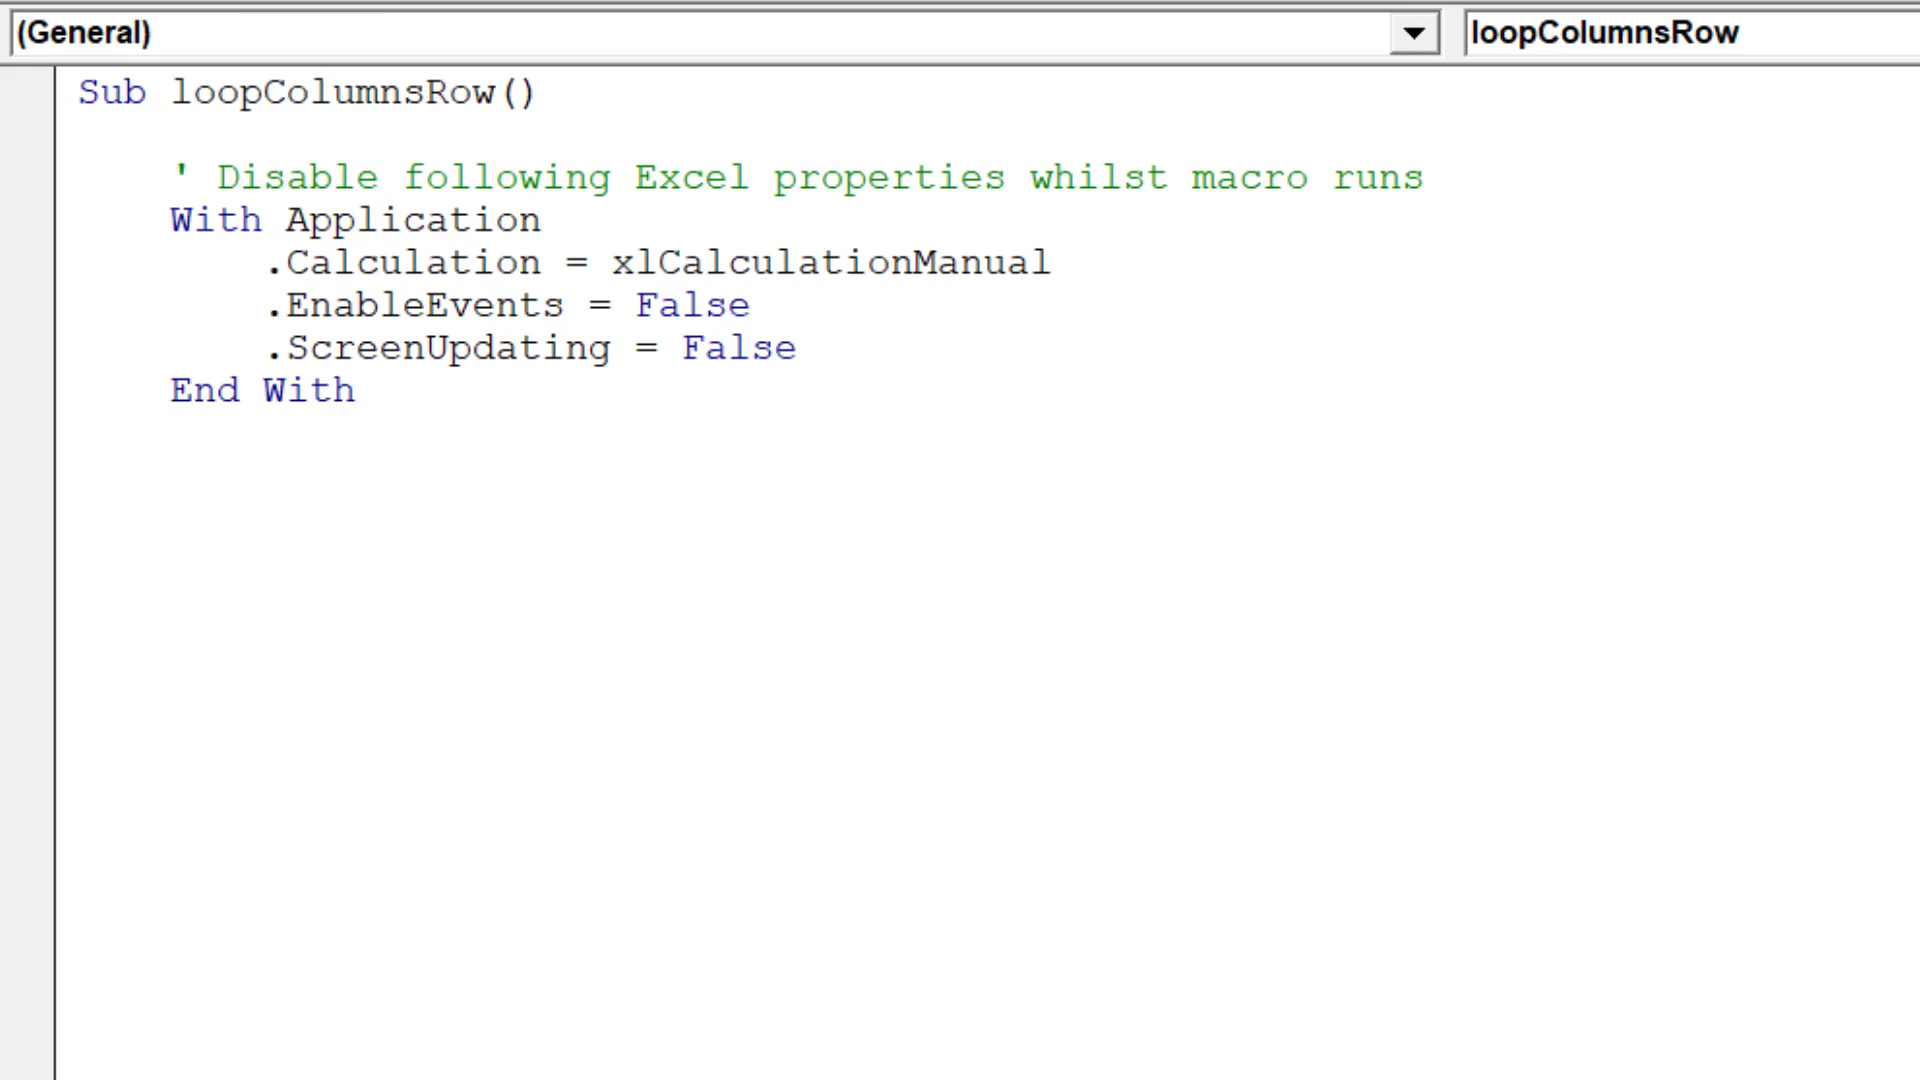 (General)
loopColumnsRow
Sub loopColumnsRow()
' Disable following Excel properties whilst macro runs
With Application
.Calculation = xlCalculationManual
.EnableEvents = False
.ScreenUpdating = False
End With